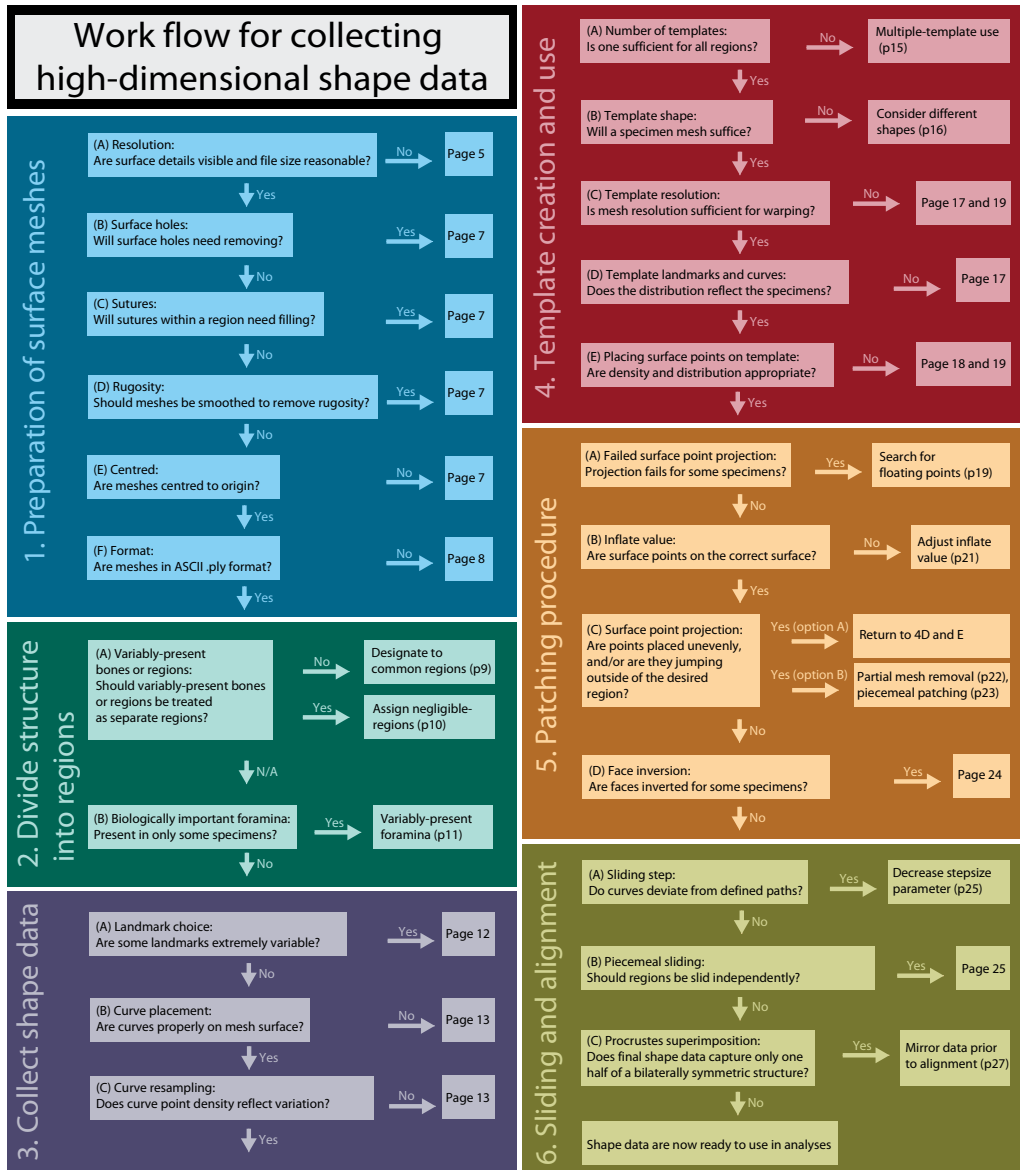 Work flow for collecting
high-dimensional shape data
1. Preparation of surface meshes
(A) Resolution:
Are surface details visible and file size reasonable?
No
Page 5
Yes
(B) Surface holes:
Will surface holes need removing?
Yes
Page 7
No
(C) Sutures:
Will sutures within a region need filling?
Yes
Page 7
No
(D) Rugosity:
Should meshes be smoothed to remove rugosity?
Yes
Page 7
No
(E) Centred:
Are meshes centred to origin?
No
Page 7
Yes
(F) Format:
Are meshes in ASCII .ply format?
No
Page 8
Yes
2. Divide structure
into regions
(A) Variably-present
bones or regions:
Should variably-present bones
or regions be treated
as separate regions?
No
Designate to
common regions (p9)
Yes
Assign negligible-
regions (p10)
N/A
(B) Biologically important foramina:
Present in only some specimens?
Yes
Variably-present
foramina (p11)
No
3. Collect shape data
(A) Landmark choice:
Are some landmarks extremely variable?
Yes
Page 12
No
(B) Curve placement:
Are curves properly on mesh surface?
No
Page 13
Yes
(C) Curve resampling:
Does curve point density reflect variation?
No
Page 13
Yes
4. Template creation and use
(A) Number of templates:
Is one sufficient for all regions?
No
Multiple-template use
(p15)
Yes
(B) Template shape:
Will a specimen mesh suffice?
No
Consider different
shapes (p16)
Yes
(C) Template resolution:
Is mesh resolution sufficient for warping?
No
Page 17 and 19
Yes
(D) Template landmarks and curves:
Does the distribution reflect the specimens?
No
Page 17
Yes
(E) Placing surface points on template:
Are density and distribution appropriate?
No
Page 18 and 19
Yes
5. Patching procedure
(A) Failed surface point projection:
Projection fails for some specimens?
Yes
Search for
floating points (p19)
No
(B) Inflate value:
Are surface points on the correct surface?
No
Adjust inflate
value (p21)
Yes
(C) Surface point projection:
Are points placed unevenly,
and/or are they jumping
outside of the desired
region?
Yes (option A)
Return to 4D and E
Yes (option B)
Partial mesh removal (p22),
piecemeal patching (p23)
No
(D) Face inversion:
Are faces inverted for some specimens?
Yes
Page 24
No
6. Sliding and alignment
(A) Sliding step:
Do curves deviate from defined paths?
Yes
Decrease stepsize
parameter (p25)
No
(B) Piecemeal sliding:
Should regions be slid independently?
Yes
Page 25
No
(C) Procrustes superimposition:
Does final shape data capture only one
half of a bilaterally symmetric structure?
Yes
Mirror data prior
to alignment (p27)
No
Shape data are now ready to use in analyses